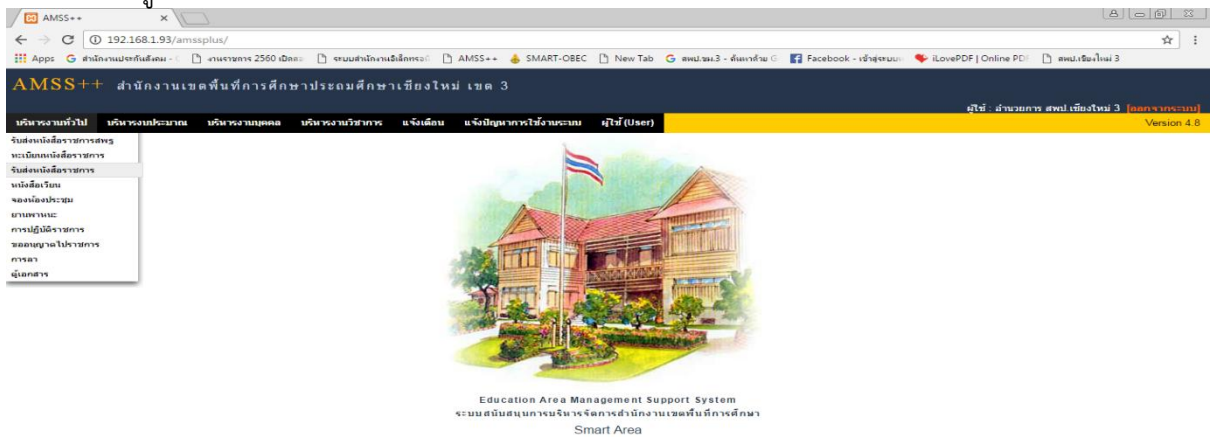 AMSS++
192.168.1.93/amssplus/
Apps สำนักงานประกันสังคม - งานราชการ 2560 เปิดสอ ระบบสำนักงานอิเล็กทรอนิ AMSS++ SMART-OBEC New Tab สพป.ชม.3 - ค้นหาด้วย G Facebook - เข้าสู่ระบบ iLovePDF | Online PDF สพป.เชียงใหม่ 3
AMSS++ สำนักงานเขตพื้นที่การศึกษาประถมศึกษาเชียงใหม่ เขต 3
ผู้ใช้ : อำนวยการ สพป.เชียงใหม่ 3 [ออกจากระบบ]
บริหารงานทั่วไป บริหารงบประมาณ บริหารงานบุคคล บริหารงานวิชาการ แจ้งเตือน แจ้งปัญหาการใช้งานระบบ ผู้ใช้ (User) Version 4.8
รับส่งหนังสือราชการสพฐ
ทะเบียนหนังสือราชการ
รับส่งหนังสือราชการ
หนังสือเวียน
จองห้องประชุม
ยานพาหนะ
การปฏิบัติราชการ
ขออนุญาตไปราชการ
การลา
ตู้เอกสาร
Education Area Management Support System
ระบบสนับสนุนการบริหารจัดการสำนักงานเขตพื้นที่การศึกษา
Smart Area